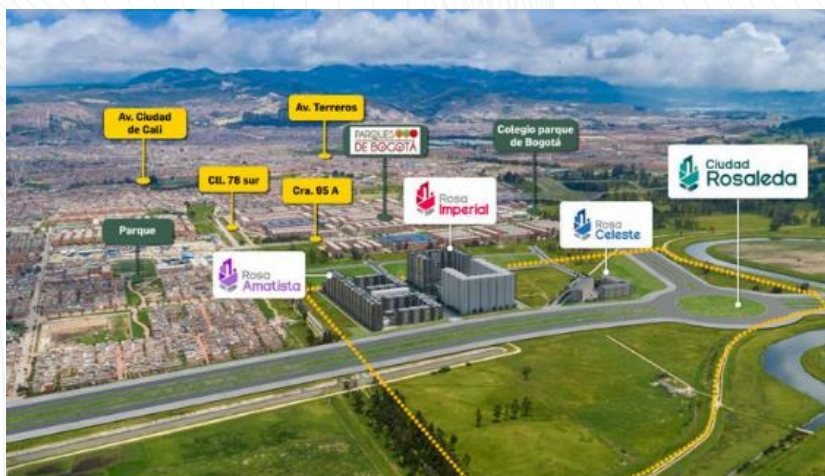 Av. Ciudad
de Cali
Av. Terreros
PARQUES
DE BOGOTÁ
Colegio parque
de Bogotá
Ciudad
Rosaleda
Cll. 78 sur
Cra. 95 A
Rosa
Imperial
Rosa
Celeste
Parque
Rosa
Amatista